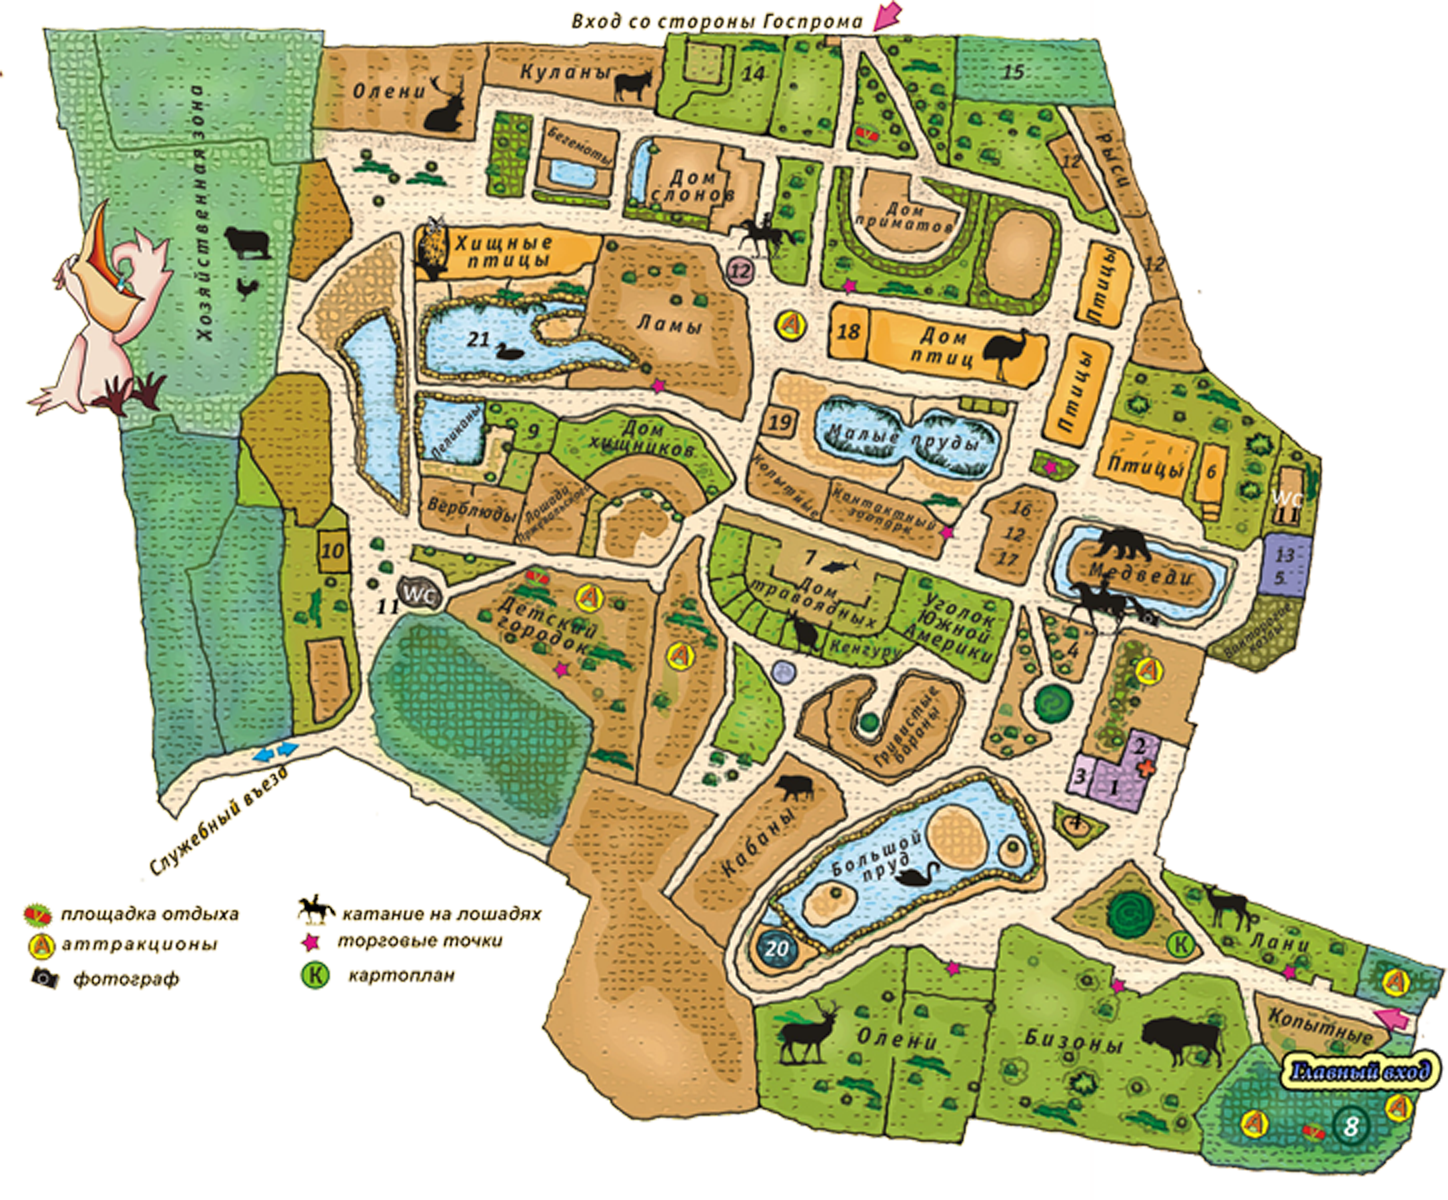 Вход со стороны Госпрома
Олени
Куланы
14
15
Хозяйственная зона
Бегемоты
Дом
слонов
Дом
приматов
12
рыси
12
Хищные
птицы
12
Птицы
21
Ламы
18
Дом
птиц
Птицы
Пеликаны
9
Дом
хищников
19
Малые пруды
Птицы
6
WC
11
Верблюды
Лошади
Пржевальского
Копытные
Контактный
зоопарк
16
12
17
10
7
Дом
травоядных
Медведи
13
5.
WC
11
Детский
городок
Кенгуру
Уголок
Южной
Америки
4
Винторогие
козлы
А
А
А
А
Гривистые
бараны
2
3
1
4
Служебный въезд
Кабаны
Большой
пруд
20
К
Лани
А
Олени
Бизоны
Копытные
Главный вход
А
А
8
площадка отдыха
А аттракционы
фотограф
катание на лошадях
торговые точки
К картоплан